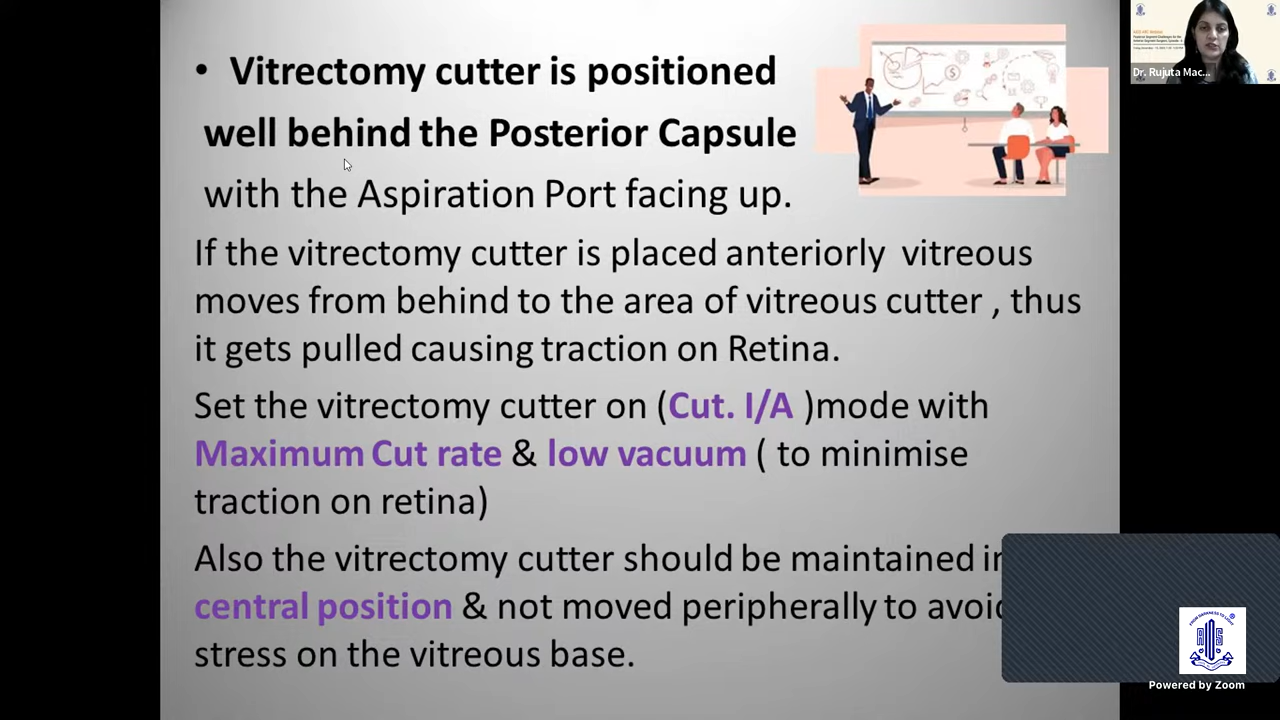 • Vitrectomy cutter is positioned
well behind the Posterior Capsule
with the Aspiration Port facing up.
If the vitrectomy cutter is placed anteriorly vitreous
moves from behind to the area of vitreous cutter , thus
it gets pulled causing traction on Retina.
Set the vitrectomy cutter on (Cut. I/A )mode with
Maximum Cut rate & low vacuum ( to minimise
traction on retina)
Also the vitrectomy cutter should be maintained in
central position & not moved peripherally to avoid
stress on the vitreous base.
Dr. Rujuta Mac...
Powered by Zoom